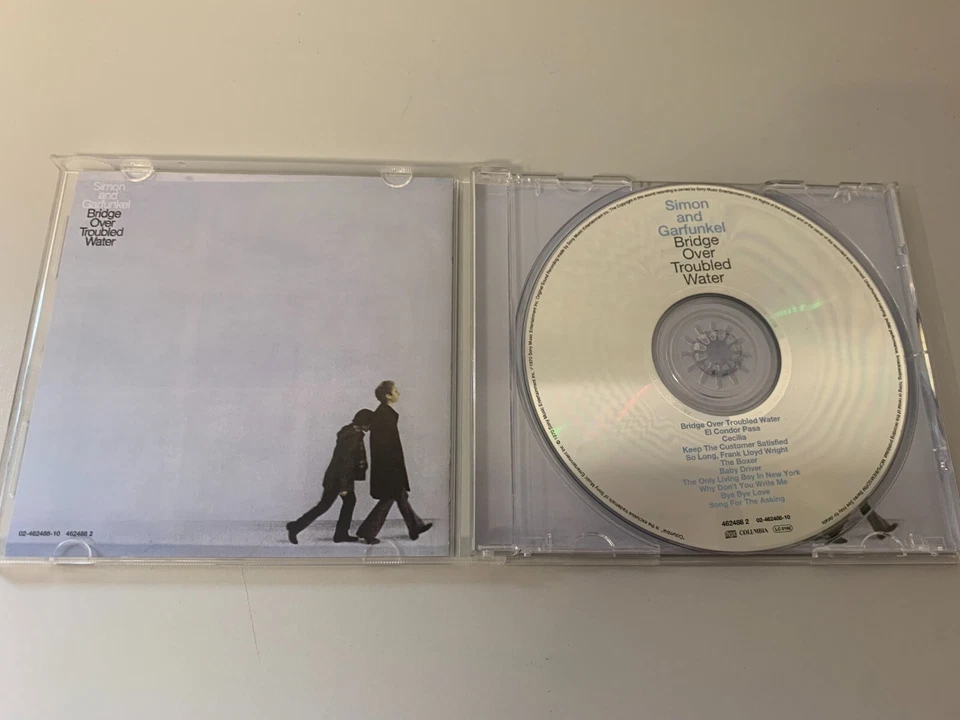 Simon
and
Garfunkel
Bridge
Over
Troubled
Water
02-462488-10 462488 2
Simon
and
Garfunkel
Bridge
Over
Troubled
Water
Bridge Over Troubled Water
El Condor Pasa
Cecilia
Keep The Customer Satisfied
So Long, Frank Lloyd Wright
The Boxer
Baby Driver
The Only Living Boy In New York
Why Don't You Write Me
Bye Bye Love
Song For The Asking
462488 2 02-462488-10
COLUMBIA